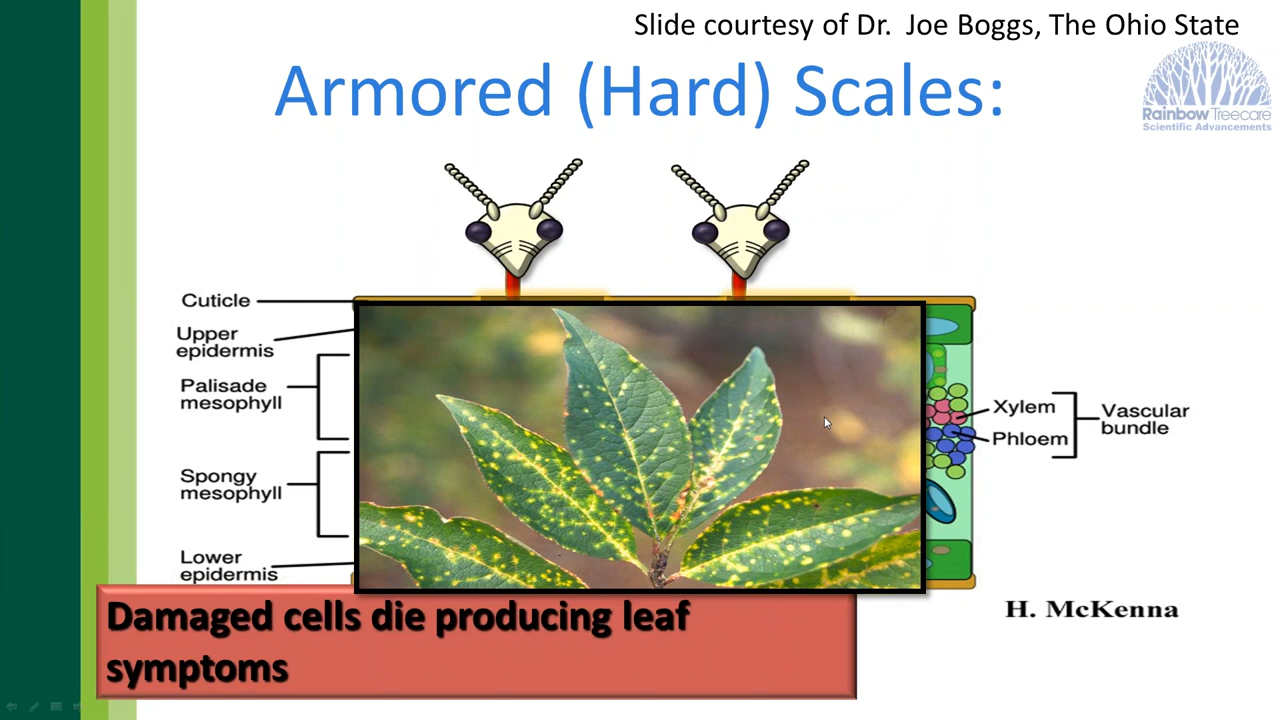 Slide courtesy of Dr. Joe Boggs, The Ohio State
Armored (Hard) Scales:
Rainbow Treecare
Scientific Advancements
Cuticle
Upper
epidermis
Palisade
mesophyll
Spongy
mesophyll
Lower
epidermis
Xylem
Phloem
Vascular
bundle
H. McKenna
Damaged cells die producing leaf
symptoms